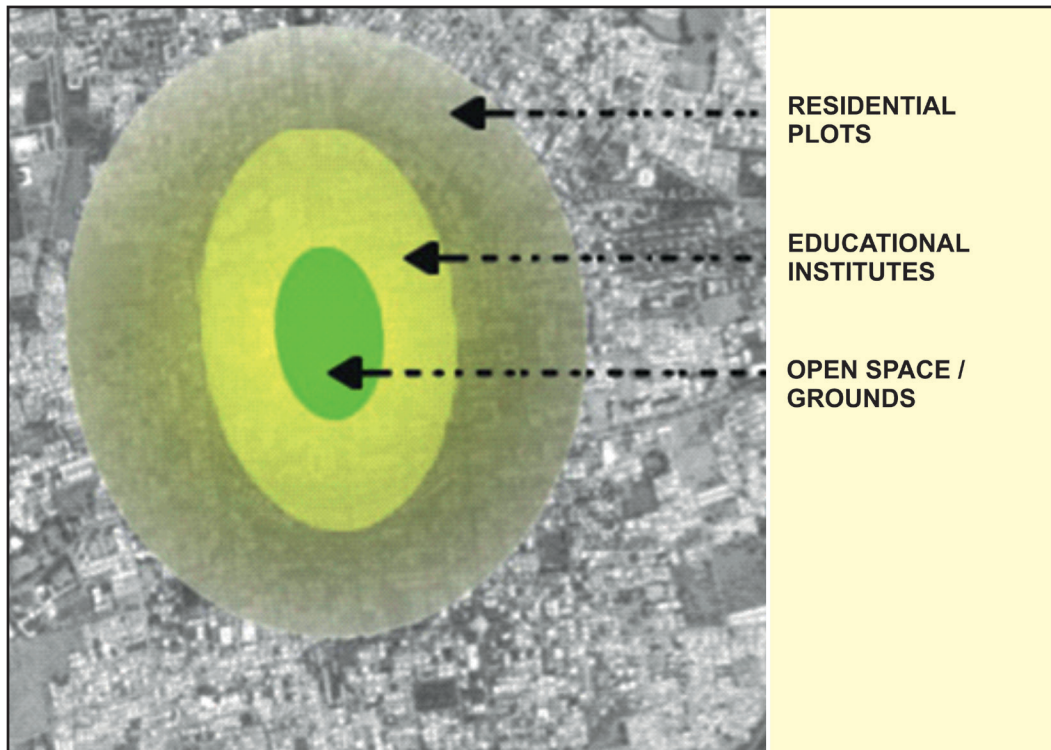 RESIDENTIAL
PLOTS
EDUCATIONAL
INSTITUTES
OPEN SPACE /
GROUNDS